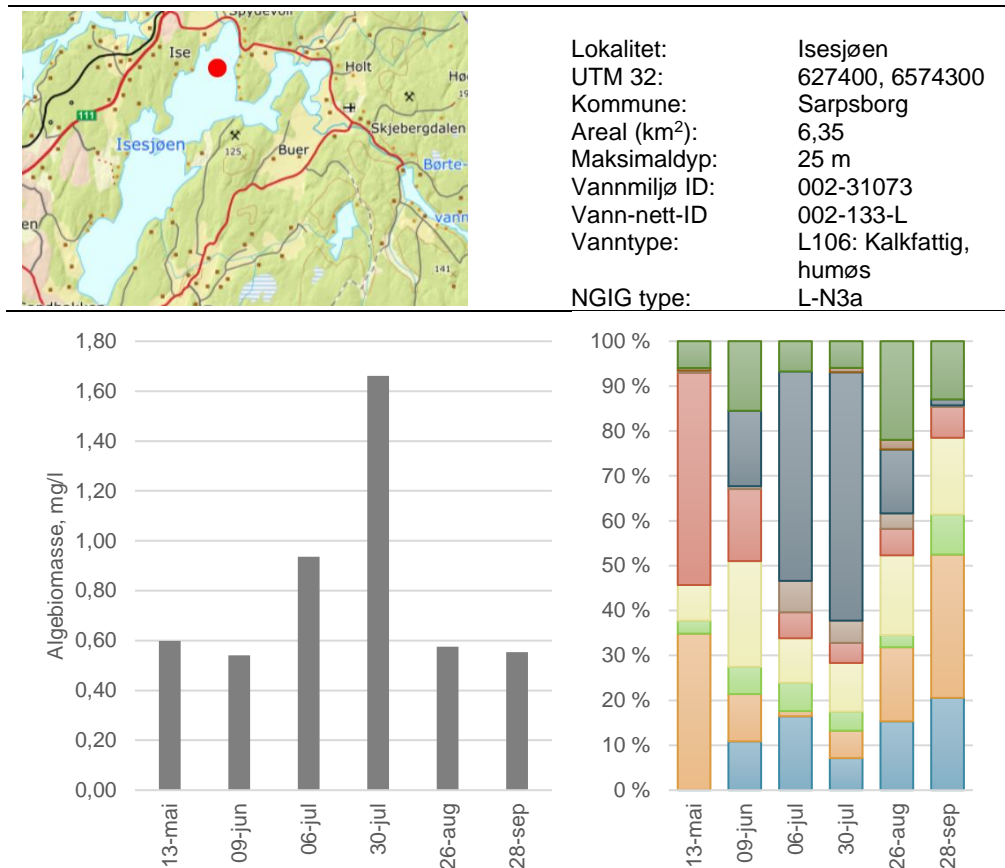 Spydevoll
Ise
Holt
111
Isesjøen
125
Buer
Skjebergdalen
Børte-
vann
141
Lokalitet: Isesjøen
UTM 32: 627400, 6574300
Kommune: Sarpsborg
Areal (km²): 6,35
Maksimaldyp: 25 m
Vannmiljø ID: 002-31073
Vann-nett-ID 002-133-L
Vanntype: L106: Kalkfattig,
humøs
NGIG type: L-N3a
Algebiomasse, mg/l
1,80
1,60
1,40
1,20
1,00
0,80
0,60
0,40
0,20
0,00
13-mai 09-jun 06-jul 30-jul 26-aug 28-sep
100 %
90 %
80 %
70 %
60 %
50 %
40 %
30 %
20 %
10 %
0 %
13-mai 09-jun 06-jul 30-jul 26-aug 28-sep